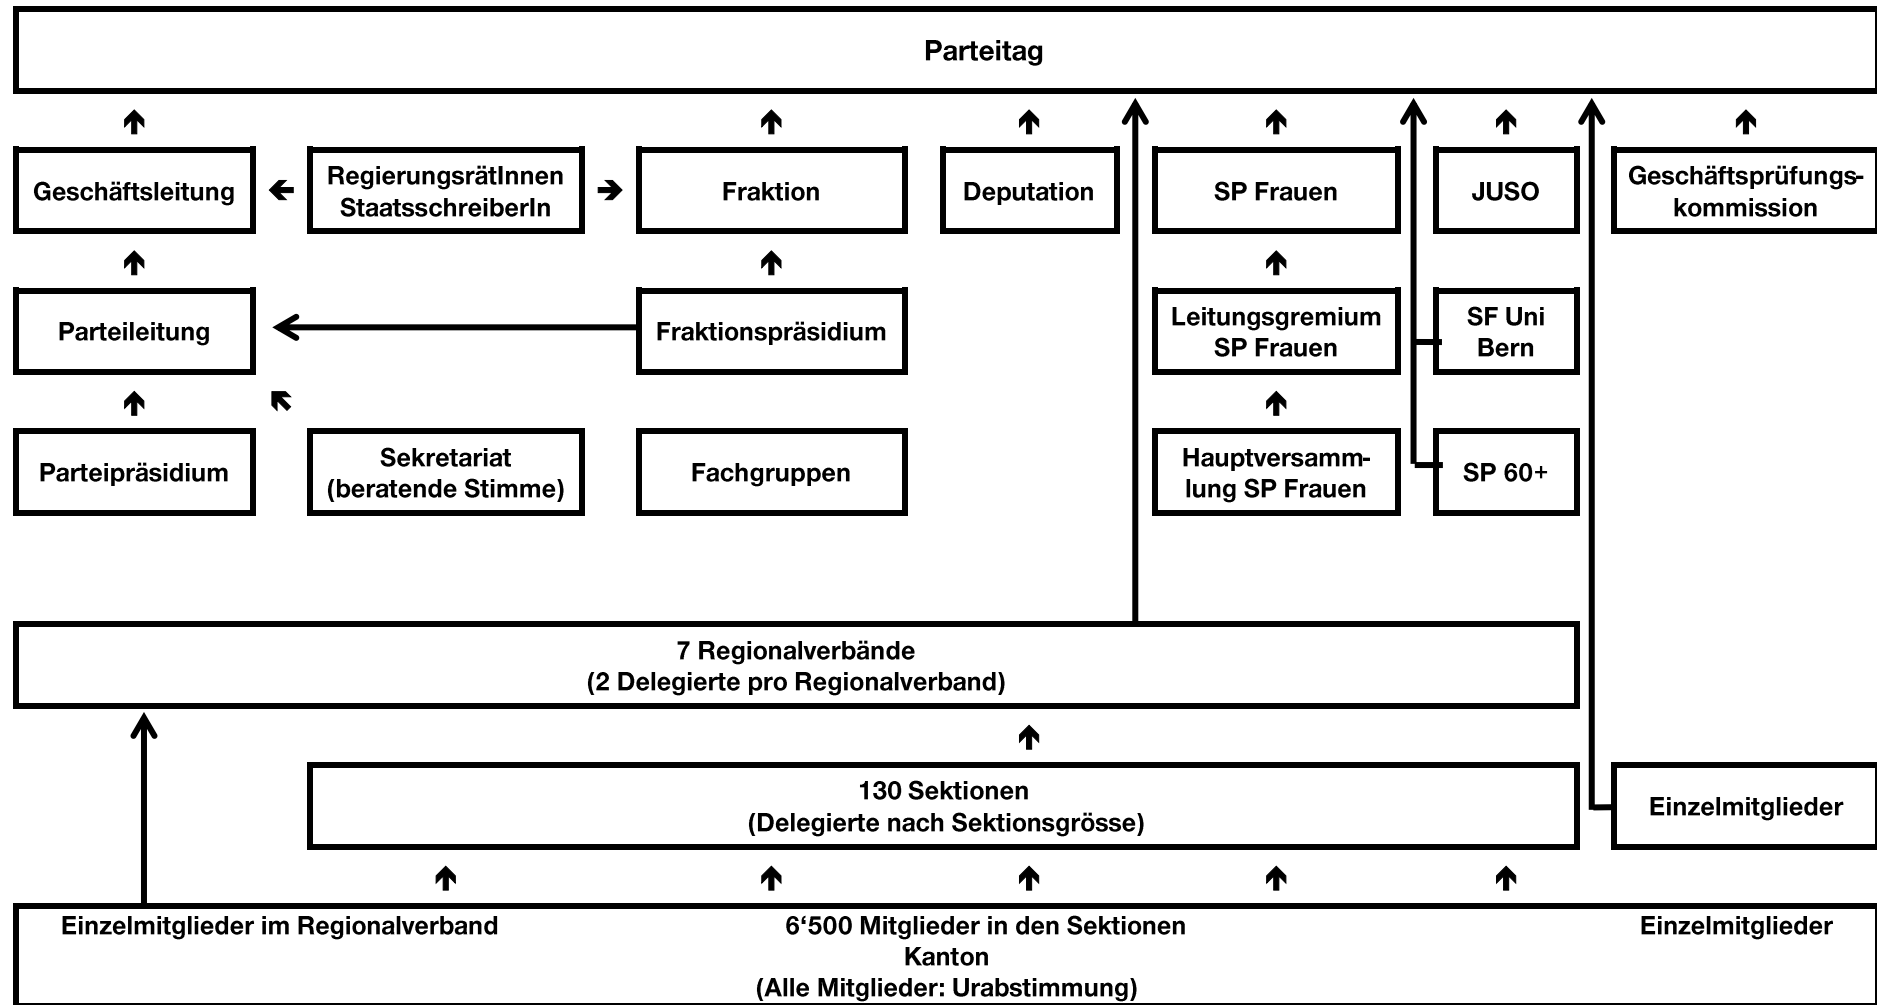 Parteitag
Geschäftsleitung
RegierungsrätInnen
StaatsschreiberIn
Fraktion
Deputation
SP Frauen
JUSO
Geschäftsprüfungs-
kommission
Parteileitung
Fraktionspräsidium
Leitungsgremium
SP Frauen
SF Uni
Bern
Parteipräsidium
Sekretariat
(beratende Stimme)
Fachgruppen
Hauptversamm-
lung SP Frauen
SP 60+
7 Regionalverbände
(2 Delegierte pro Regionalverband)
130 Sektionen
(Delegierte nach Sektionsgrösse)
Einzelmitglieder
Einzelmitglieder im Regionalverband
6‘500 Mitglieder in den Sektionen
Einzelmitglieder
Kanton
(Alle Mitglieder: Urabstimmung)